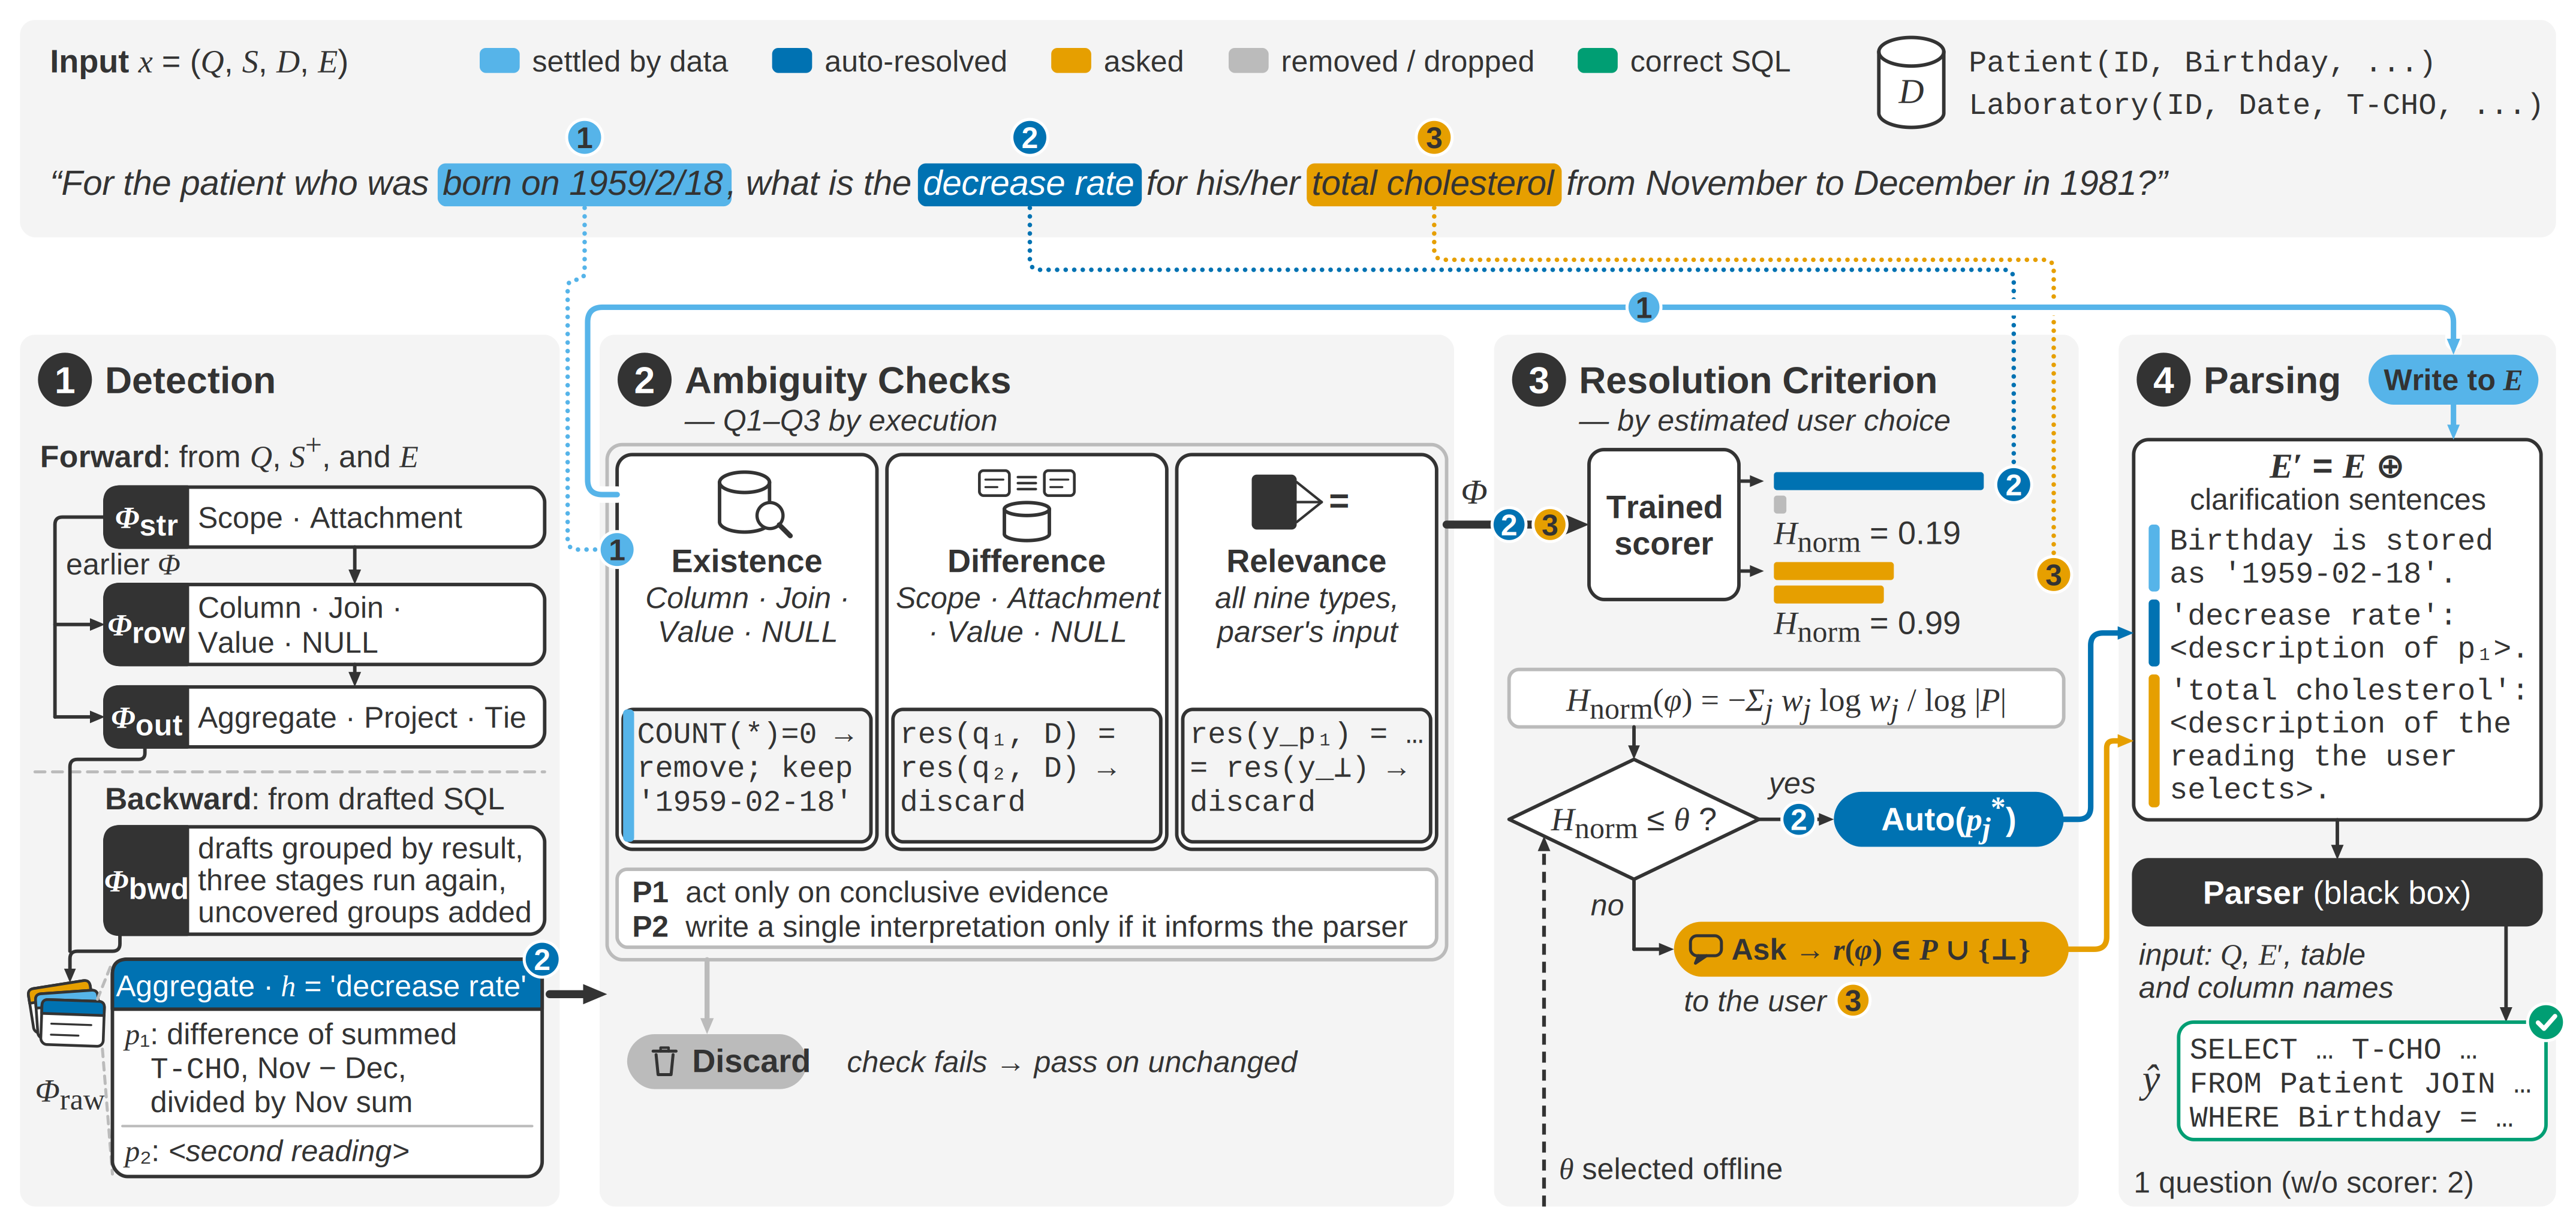 Input x = (Q, S, D, E)
settled by data
auto-resolved
asked
removed / dropped
correct SQL
D
Patient(ID, Birthday, ...)
Laboratory(ID, Date, T-CHO, ...)
1
2
3
“For the patient who was born on 1959/2/18, what is the decrease rate for his/her total cholesterol from November to December in 1981?”
1
1 Detection
Forward: from Q, S⁺, and E
Φstr Scope · Attachment
earlier Φ
Φrow Column · Join ·
Value · NULL
Φout Aggregate · Project · Tie
Backward: from drafted SQL
Φbwd drafts grouped by result,
three stages run again,
uncovered groups added
2
Aggregate · h = 'decrease rate'
p₁: difference of summed
T-CHO, Nov − Dec,
divided by Nov sum
p₂: <second reading>
Φraw
2 Ambiguity Checks
— Q1–Q3 by execution
1
Existence
Column · Join ·
Value · NULL
COUNT(*)=0 →
remove; keep
'1959-02-18'
Difference
Scope · Attachment
· Value · NULL
res(q₁, D) =
res(q₂, D) →
discard
=
Relevance
all nine types,
parser's input
res(y_p₁) = …
= res(y_⊥) →
discard
P1 act only on conclusive evidence
P2 write a single interpretation only if it informs the parser
Discard
check fails → pass on unchanged
Φ
2 3
3 Resolution Criterion
— by estimated user choice
Trained
scorer
2
Hnorm = 0.19
3
Hnorm = 0.99
Hnorm(φ) = −Σj wj log wj / log |P|
Hnorm ≤ θ ?
yes
2
Auto(pj*)
no
Ask → r(φ) ∈ P ∪ {⊥}
to the user 3
θ selected offline
4 Parsing
Write to E
E′ = E ⊕
clarification sentences
Birthday is stored
as '1959-02-18'.
'decrease rate':
<description of p₁>.
'total cholesterol':
<description of the
reading the user
selects>.
Parser (black box)
input: Q, E′, table
and column names
ŷ
SELECT … T-CHO …
FROM Patient JOIN …
WHERE Birthday = …
1 question (w/o scorer: 2)